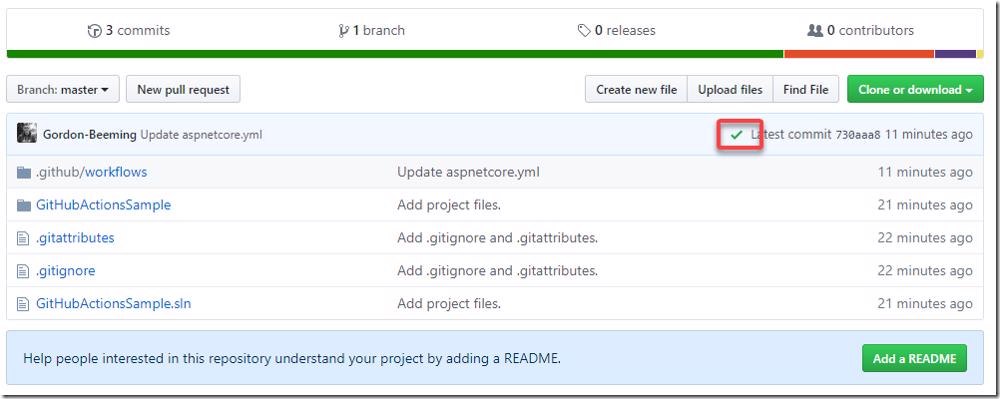 3 commits 1 branch 0 releases 0 contributors
Branch: master New pull request Create new file Upload files Find File Clone or download
Gordon-Beeming Update aspnetcore.yml Latest commit 730aaa8 11 minutes ago
.github/workflows Update aspnetcore.yml 11 minutes ago
GitHubActionsSample Add project files. 21 minutes ago
.gitattributes Add .gitignore and .gitattributes. 22 minutes ago
.gitignore Add .gitignore and .gitattributes. 22 minutes ago
GitHubActionsSample.sln Add project files. 21 minutes ago
Help people interested in this repository understand your project by adding a README. Add a README